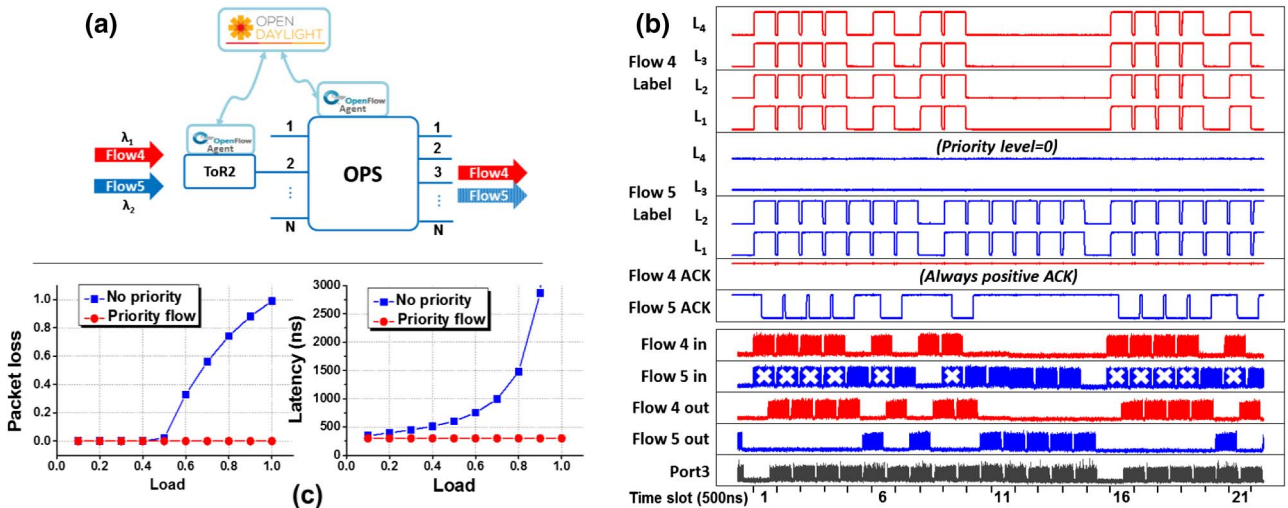 (a)
OPEN
DAYLIGHT
OpenFlow
Agent
OpenFlow
Agent
λ1
Flow4
Flow5
λ2
ToR2
1
2
⋮
N
OPS
1
2
3
⋮
N
Flow4
Flow5
(b)
Flow 4
Label
L4
L3
L2
L1
(Priority level=0)
Flow 5
Label
L4
L3
L2
L1
Flow 4 ACK
(Always positive ACK)
Flow 5 ACK
Flow 4 in
Flow 5 in
Flow 4 out
Flow 5 out
Port3
Time slot (500ns) 1 6 11 16 21
Packet loss
1.0
0.8
0.6
0.4
0.2
0.0
No priority
Priority flow
0.0 0.2 0.4 0.6 0.8 1.0
Load
Latency (ns)
3000
2500
2000
1500
1000
500
0
No priority
Priority flow
0.0 0.2 0.4 0.6 0.8 1.0
Load
(c)